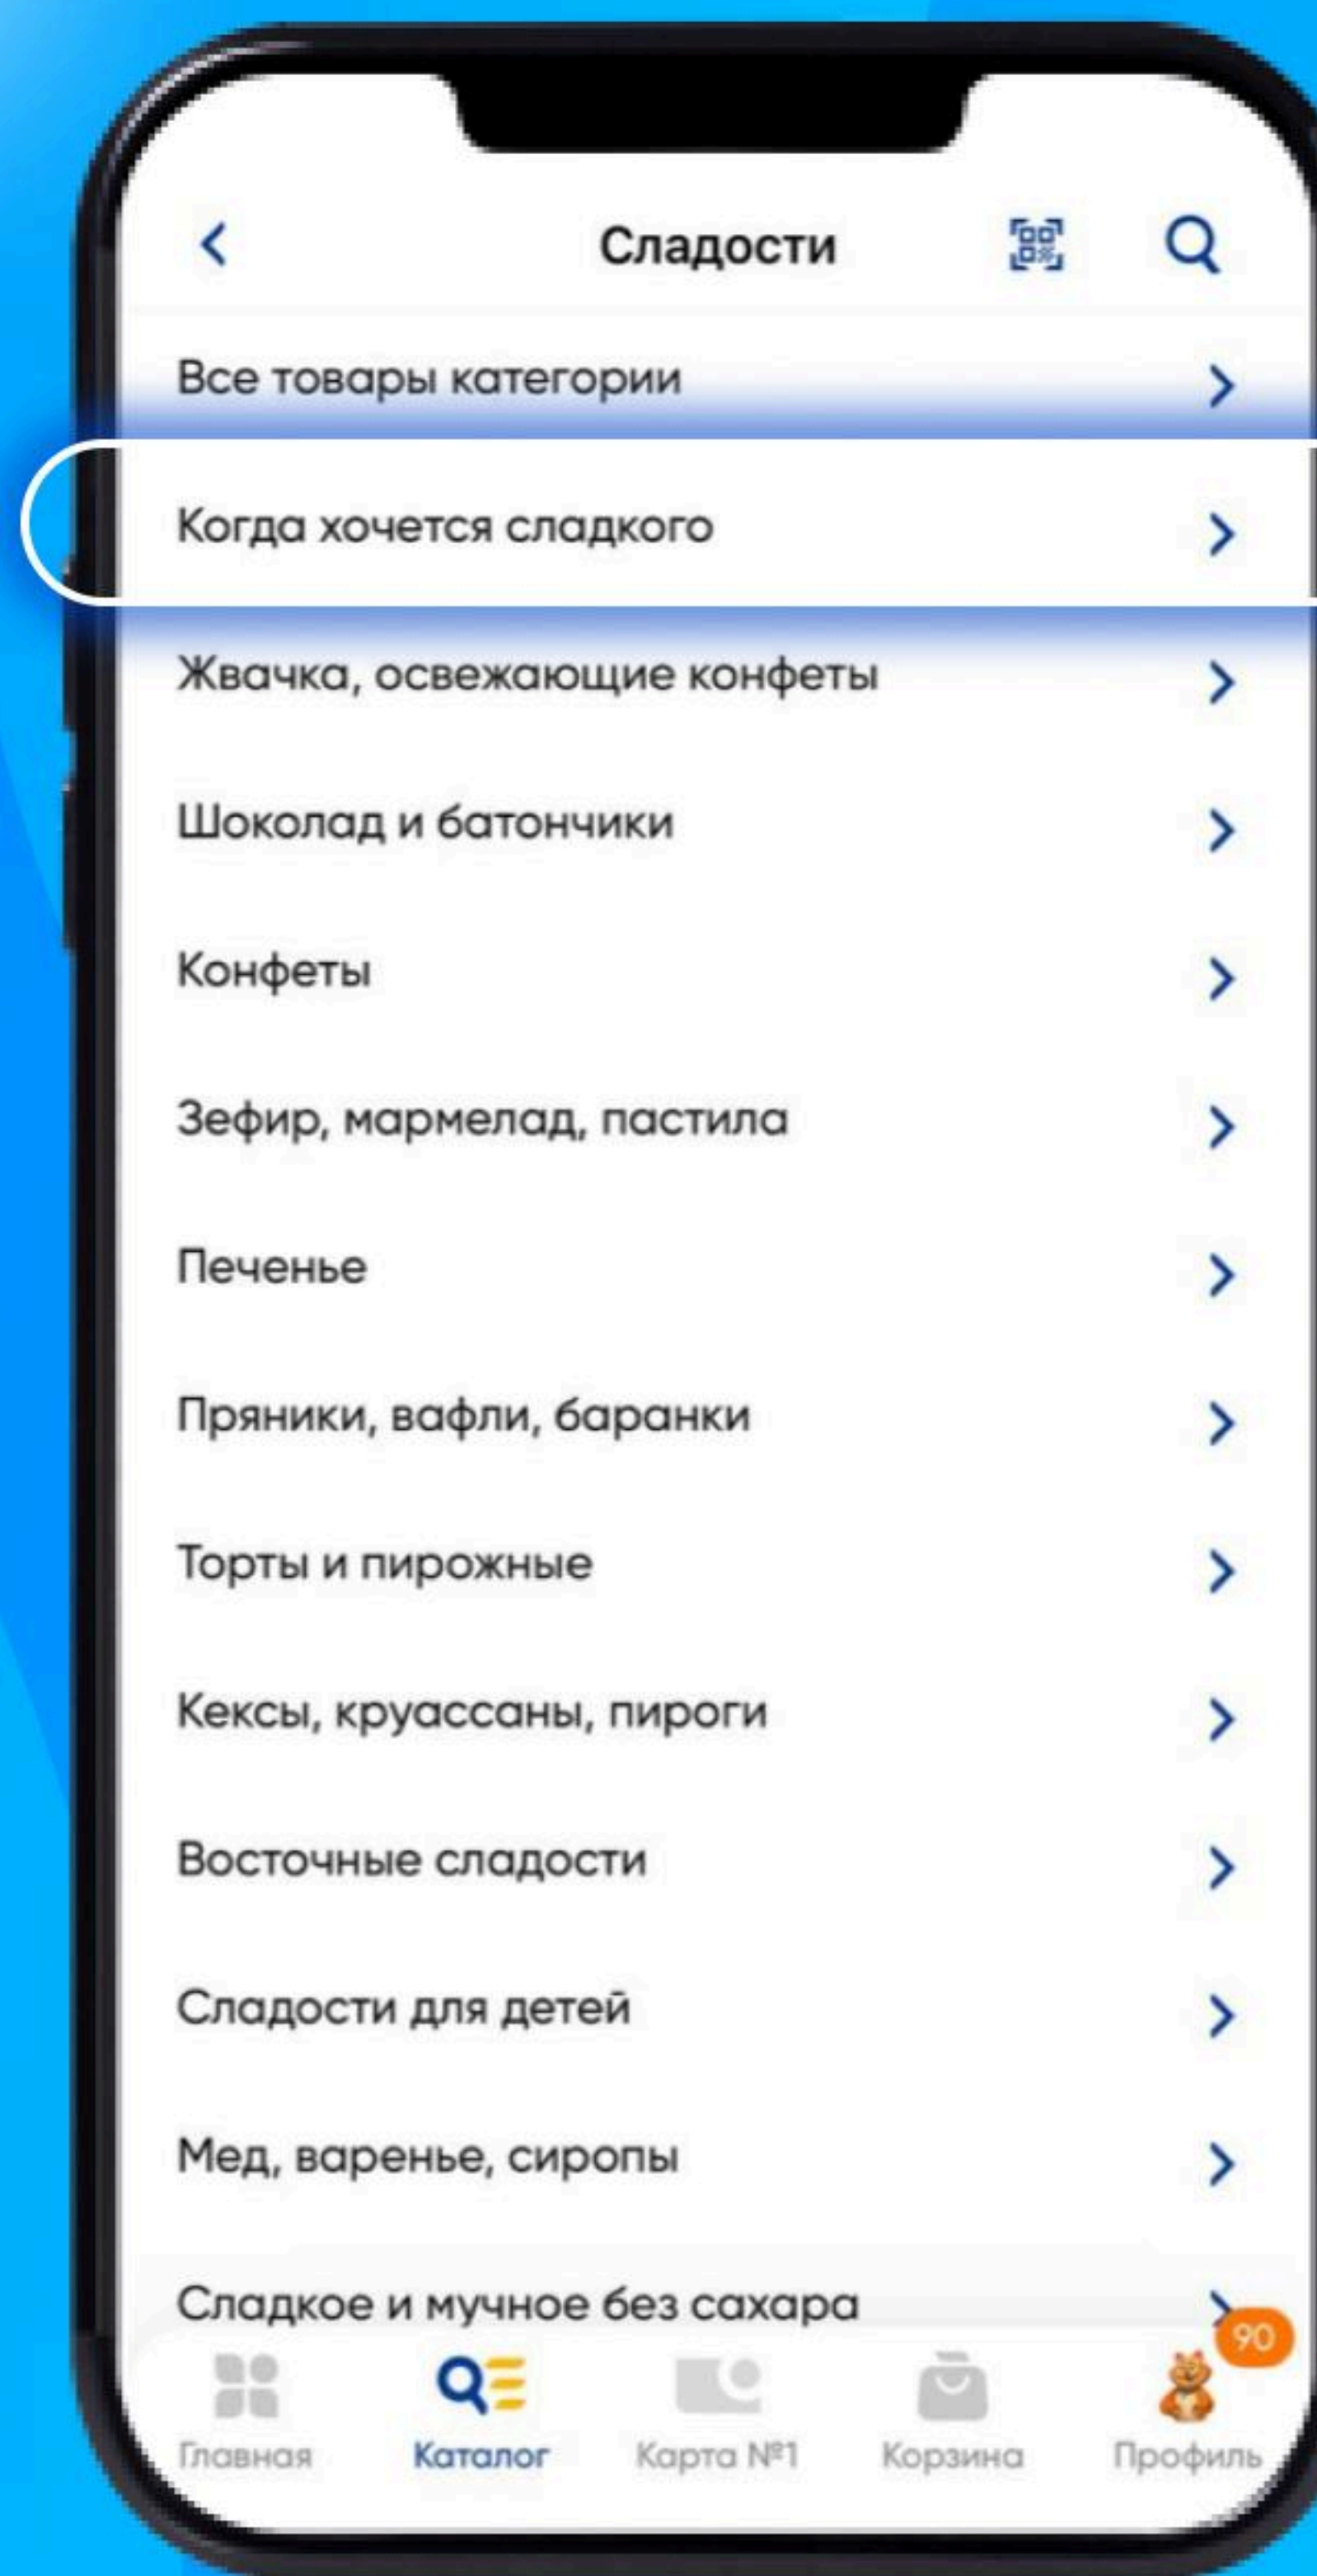 Сладости
Все товары категории
Когда хочется сладкого
Жвачка, освежающие конфеты
Шоколад и батончики
Конфеты
Зефир, мармелад, пастила
Печенье
Пряники, вафли, баранки
Торты и пирожные
Кексы, круассаны, пироги
Восточные сладости
Сладости для детей
Мед, варенье, сиропы
Сладкое и мучное без сахара
90
Главная Каталог Карта №1 Корзина Профиль